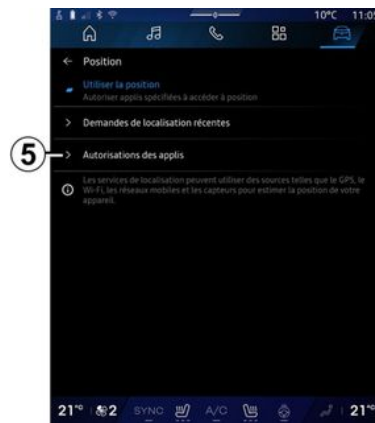 10°C 11:05
← Position
Utiliser la position
Autoriser applis spécifiées à accéder à position
> Demandes de localisation récentes
5
> Autorisations des applis
Les services de localisation peuvent utiliser des sources telles que le GPS, le
Wi-Fi, les réseaux mobiles et les capteurs pour estimer la position de votre
appareil.
21° 2 SYNC A/C 21°